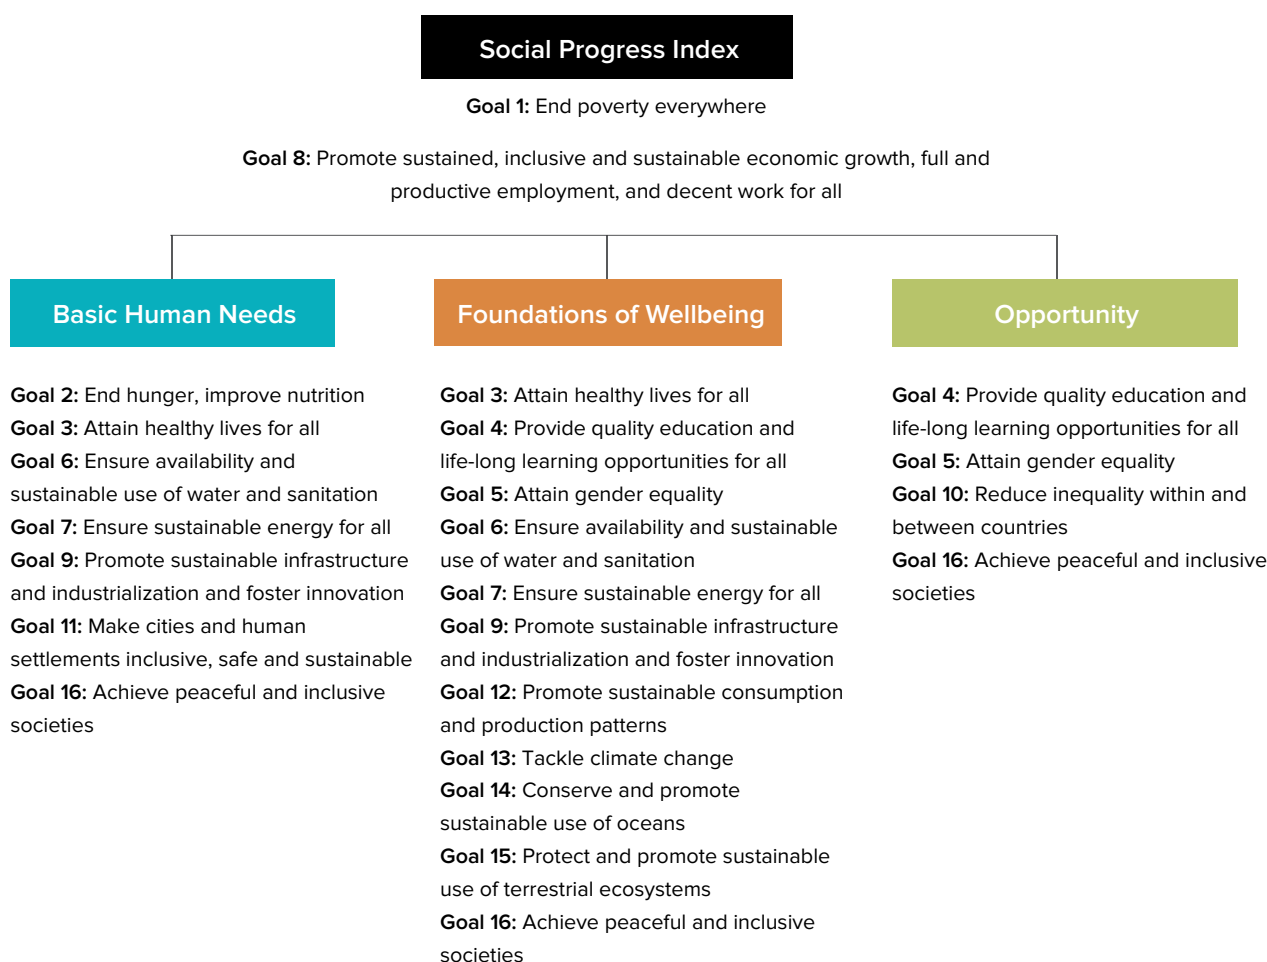 Social Progress Index
Goal 1: End poverty everywhere
Goal 8: Promote sustained, inclusive and sustainable economic growth, full and
productive employment, and decent work for all
Basic Human Needs
Goal 2: End hunger, improve nutrition
Goal 3: Attain healthy lives for all
Goal 6: Ensure availability and
sustainable use of water and sanitation
Goal 7: Ensure sustainable energy for all
Goal 9: Promote sustainable infrastructure
and industrialization and foster innovation
Goal 11: Make cities and human
settlements inclusive, safe and sustainable
Goal 16: Achieve peaceful and inclusive
societies
Foundations of Wellbeing
Goal 3: Attain healthy lives for all
Goal 4: Provide quality education and
life-long learning opportunities for all
Goal 5: Attain gender equality
Goal 6: Ensure availability and sustainable
use of water and sanitation
Goal 7: Ensure sustainable energy for all
Goal 9: Promote sustainable infrastructure
and industrialization and foster innovation
Goal 12: Promote sustainable consumption
and production patterns
Goal 13: Tackle climate change
Goal 14: Conserve and promote
sustainable use of oceans
Goal 15: Protect and promote sustainable
use of terrestrial ecosystems
Goal 16: Achieve peaceful and inclusive
societies
Opportunity
Goal 4: Provide quality education and
life-long learning opportunities for all
Goal 5: Attain gender equality
Goal 10: Reduce inequality within and
between countries
Goal 16: Achieve peaceful and inclusive
societies